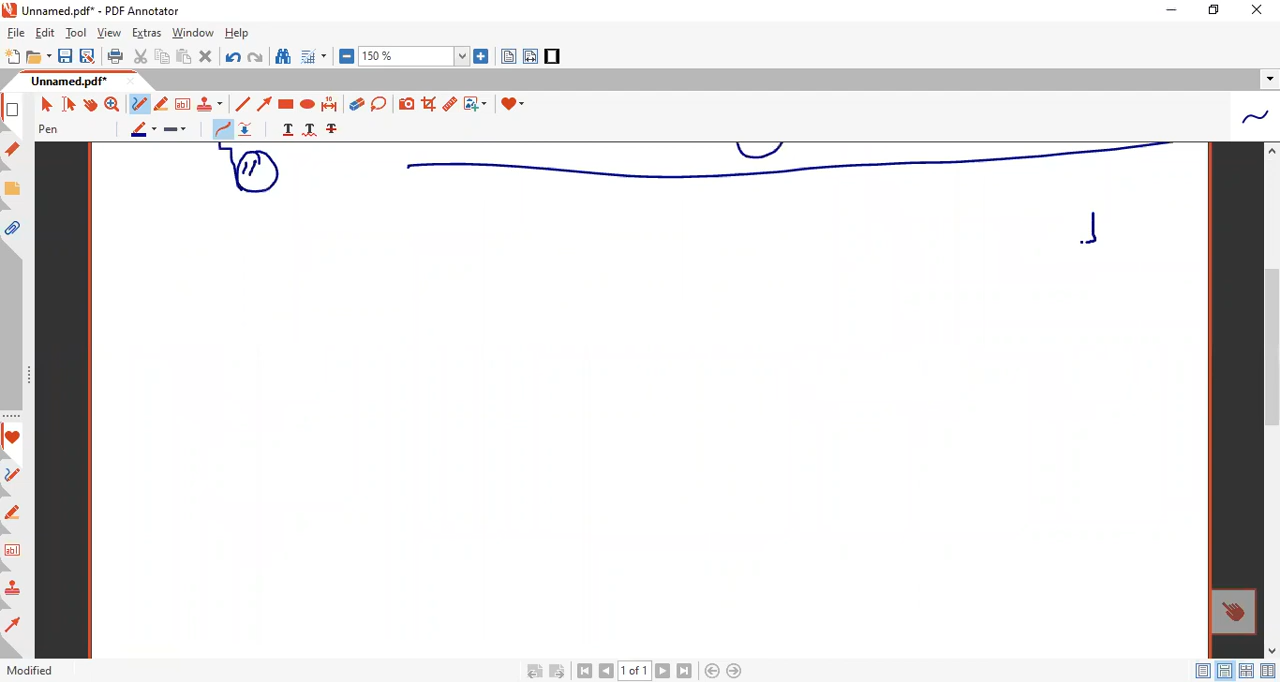 Unnamed.pdf* - PDF Annotator
File Edit Tool View Extras Window Help
150 %
Unnamed.pdf*
Pen
Modified
1 of 1